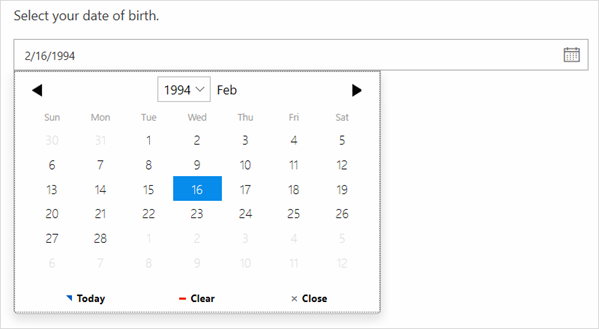 Select your date of birth.
2/16/1994
1994 Feb
Sun Mon Tue Wed Thu Fri Sat
30 31 1 2 3 4 5
6 7 8 9 10 11 12
13 14 15 16 17 18 19
20 21 22 23 24 25 26
27 28 1 2 3 4 5
6 7 8 9 10 11 12
Today Clear Close